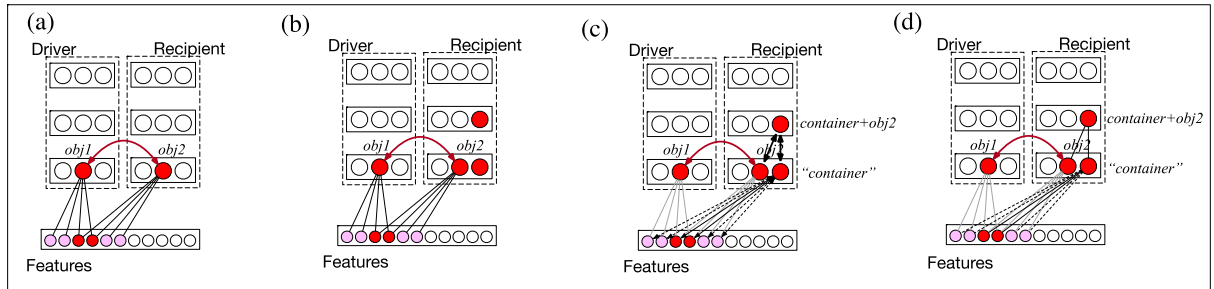 (a)
Driver
Recipient
obj1
obj2
Features
(b)
Driver
Recipient
obj1
obj2
Features
(c)
Driver
Recipient
container+obj2
obj1
"container"
Features
(d)
Driver
Recipient
container+obj2
obj1
obj2
"container"
Features